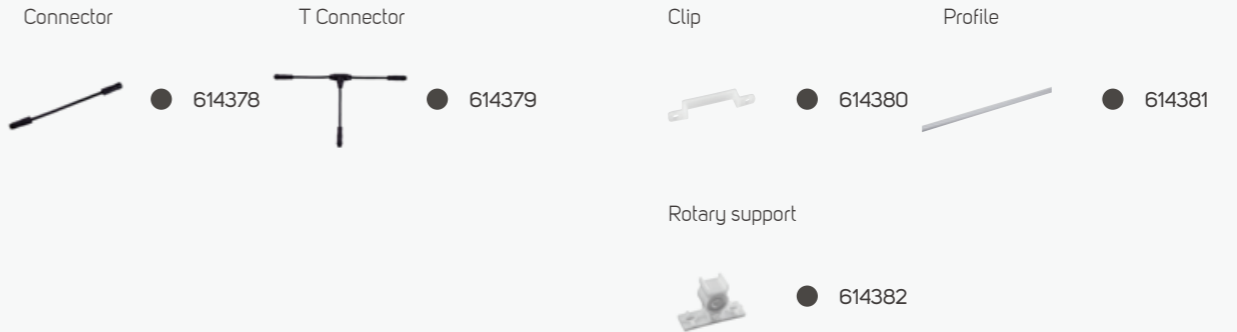 Connector
T Connector
Clip
Profile
614378
614379
614380
614381
Rotary support
614382